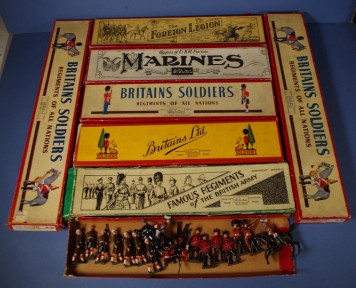 The
FOREIGN LEGION
MARINES
BRITAINS SOLDIERS
REGIMENTS OF ALL NATIONS
Britains Ltd.
FAMOUS REGIMENTS
OF THE BRITISH ARMY
BRITAINS SOLDIERS
REGIMENTS OF ALL NATIONS
BRITAINS SOLDIERS
REGIMENTS OF ALL NATIONS